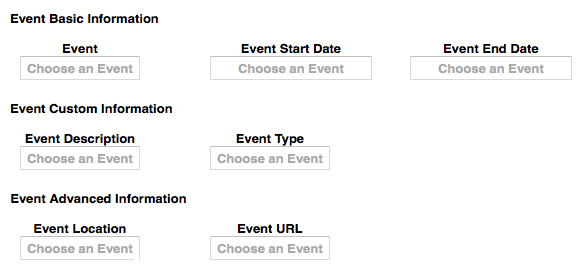 Event Basic Information
Event Event Start Date Event End Date
Choose an Event Choose an Event Choose an Event
Event Custom Information
Event Description Event Type
Choose an Event Choose an Event
Event Advanced Information
Event Location Event URL
Choose an Event Choose an Event